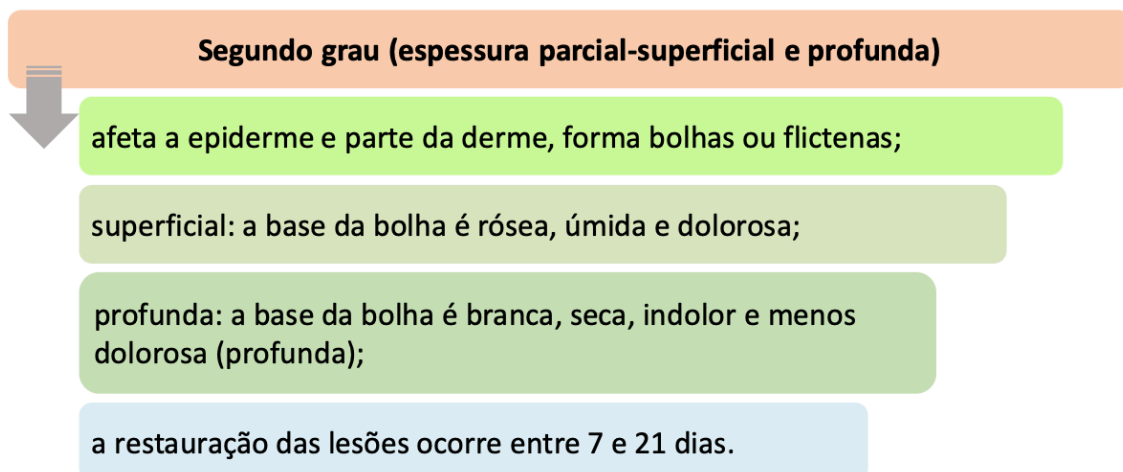 Segundo grau (espessura parcial-superficial e profunda)
afeta a epiderme e parte da derme, forma bolhas ou flictenas;
superficial: a base da bolha é rósea, úmida e dolorosa;
profunda: a base da bolha é branca, seca, indolor e menos
dolorosa (profunda);
a restauração das lesões ocorre entre 7 e 21 dias.